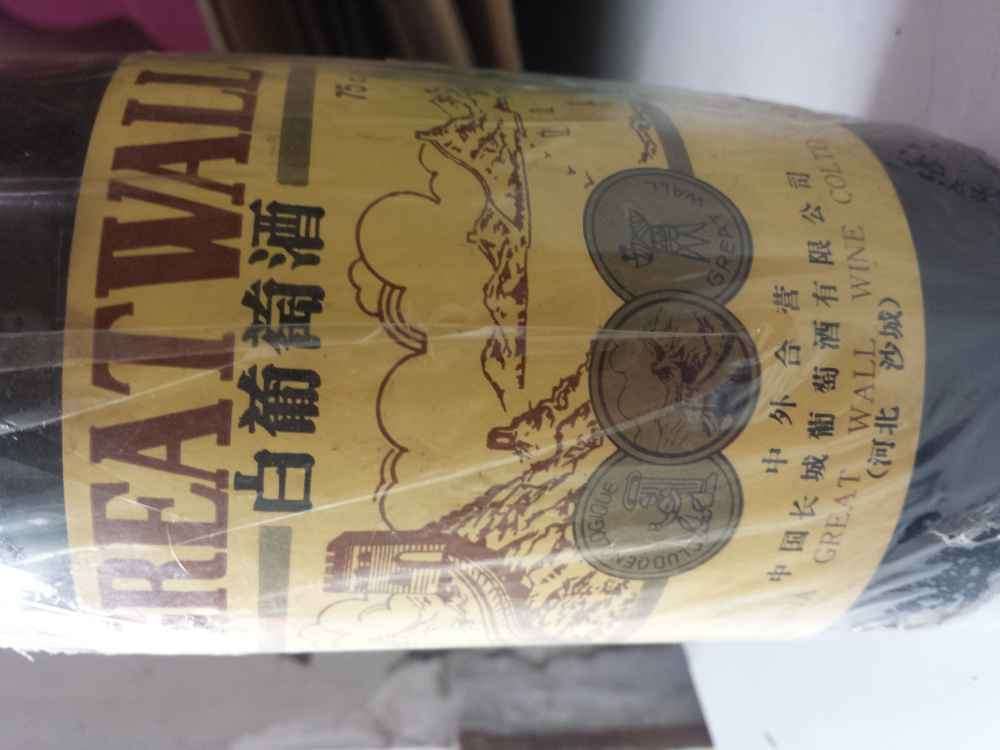 GREAT WALL
白葡萄酒
75c
GREAT WALL
中外合营
中国长城葡萄酒有限公司
GREAT WALL WINE CO.LTD
(河北 沙城)